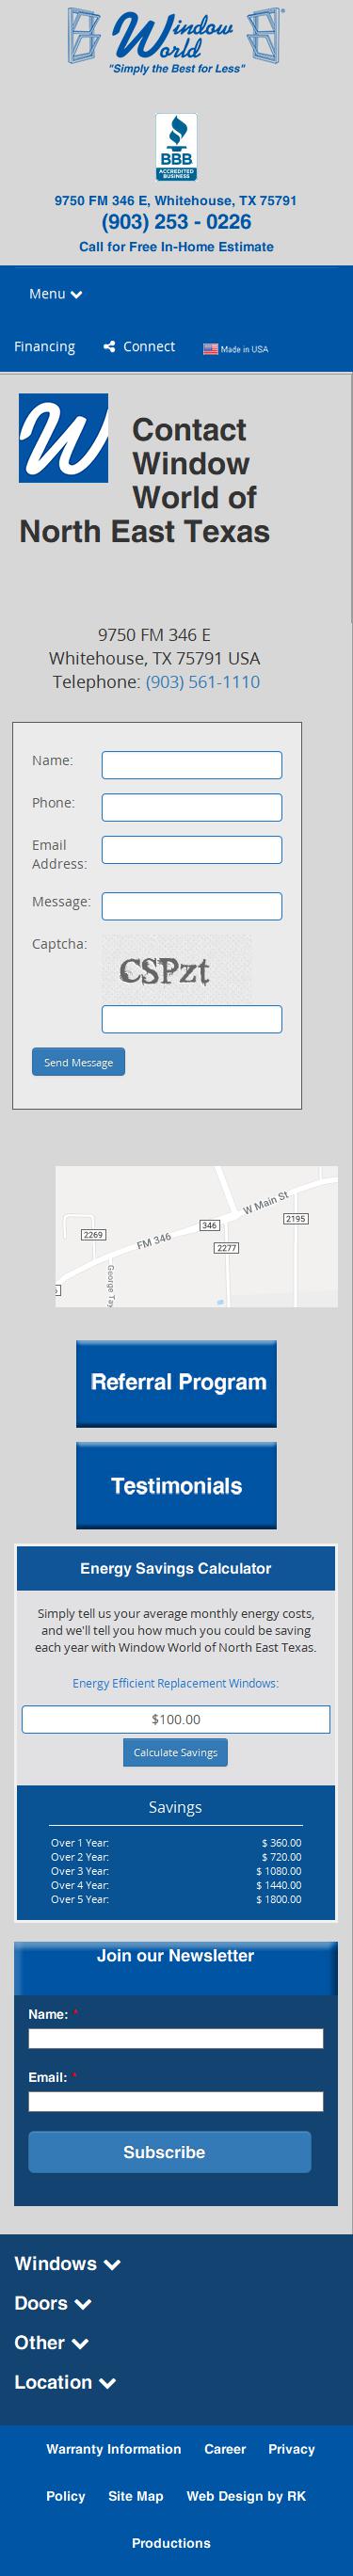 Window
World
"Simply the Best for Less"
BBB
ACCREDITED
BUSINESS
9750 FM 346 E, Whitehouse, TX 75791
(903) 253 - 0226
Call for Free In-Home Estimate
Menu
Financing Connect Made in USA
W
Contact
Window
World of
North East Texas
9750 FM 346 E
Whitehouse, TX 75791 USA
Telephone: (903) 561-1110
Name:
Phone:
Email
Address:
Message:
Captcha:
CSPzt
Send Message
W Main St
2195
346
2269
FM 346
2277
George Tay
Referral Program
Testimonials
Energy Savings Calculator
Simply tell us your average monthly energy costs,
and we'll tell you how much you could be saving
each year with Window World of North East Texas.
Energy Efficient Replacement Windows:
$100.00
Calculate Savings
Savings
Over 1 Year: $ 360.00
Over 2 Year: $ 720.00
Over 3 Year: $ 1080.00
Over 4 Year: $ 1440.00
Over 5 Year: $ 1800.00
Join our Newsletter
Name: *
Email: *
Subscribe
Windows
Doors
Other
Location
Warranty Information Career Privacy
Policy Site Map Web Design by RK
Productions